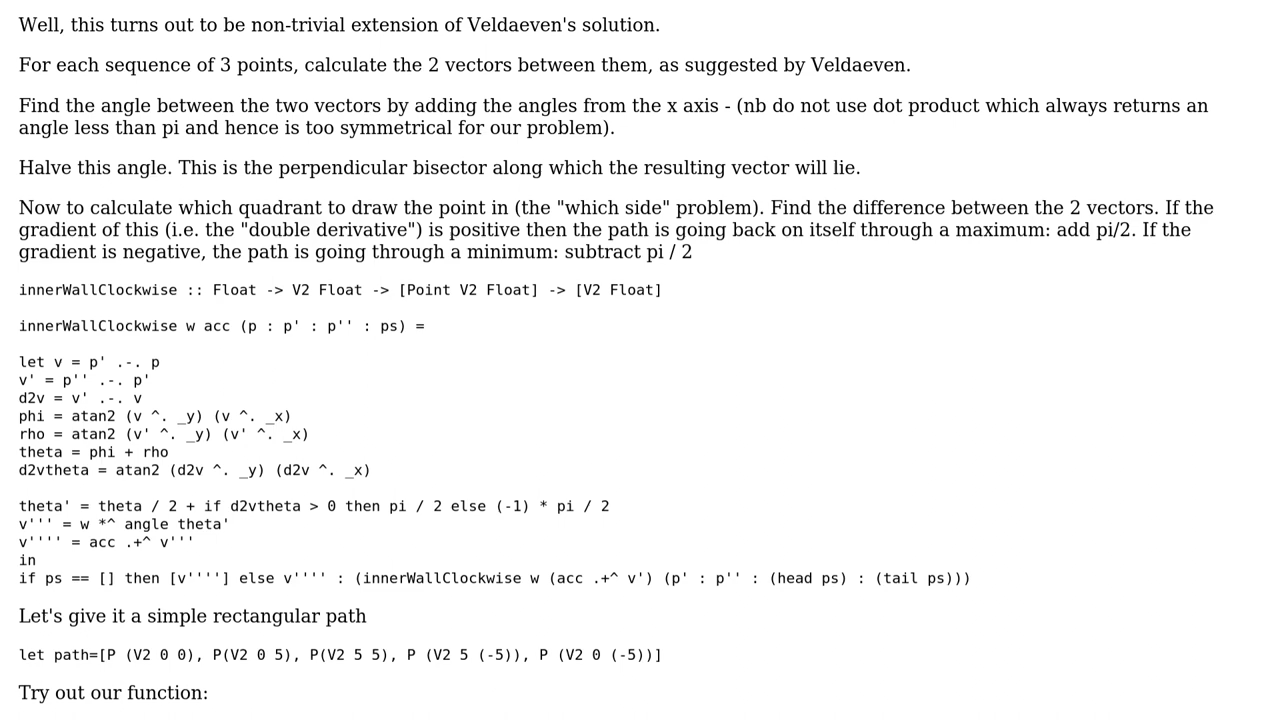 Well, this turns out to be non-trivial extension of Veldaeven's solution.
For each sequence of 3 points, calculate the 2 vectors between them, as suggested by Veldaeven.
Find the angle between the two vectors by adding the angles from the x axis - (nb do not use dot product which always returns an
angle less than pi and hence is too symmetrical for our problem).
Halve this angle. This is the perpendicular bisector along which the resulting vector will lie.
Now to calculate which quadrant to draw the point in (the "which side" problem). Find the difference between the 2 vectors. If the
gradient of this (i.e. the "double derivative") is positive then the path is going back on itself through a maximum: add pi/2. If the
gradient is negative, the path is going through a minimum: subtract pi / 2
innerWallClockwise :: Float -> V2 Float -> [Point V2 Float] -> [V2 Float]
innerWallClockwise w acc (p : p' : p'' : ps) =
let v = p' .-. p
v' = p'' .-. p'
d2v = v' .-. v
phi = atan2 (v ^. _y) (v ^. _x)
rho = atan2 (v' ^. _y) (v' ^. _x)
theta = phi + rho
d2vtheta = atan2 (d2v ^. _y) (d2v ^. _x)
theta' = theta / 2 + if d2vtheta > 0 then pi / 2 else (-1) * pi / 2
v''' = w *^ angle theta'
v'''' = acc .+^ v'''
in
if ps == [] then [v''''] else v'''' : (innerWallClockwise w (acc .+^ v') (p' : p'' : (head ps) : (tail ps)))
Let's give it a simple rectangular path
let path=[P (V2 0 0), P(V2 0 5), P(V2 5 5), P (V2 5 (-5)), P (V2 0 (-5))]
Try out our function: